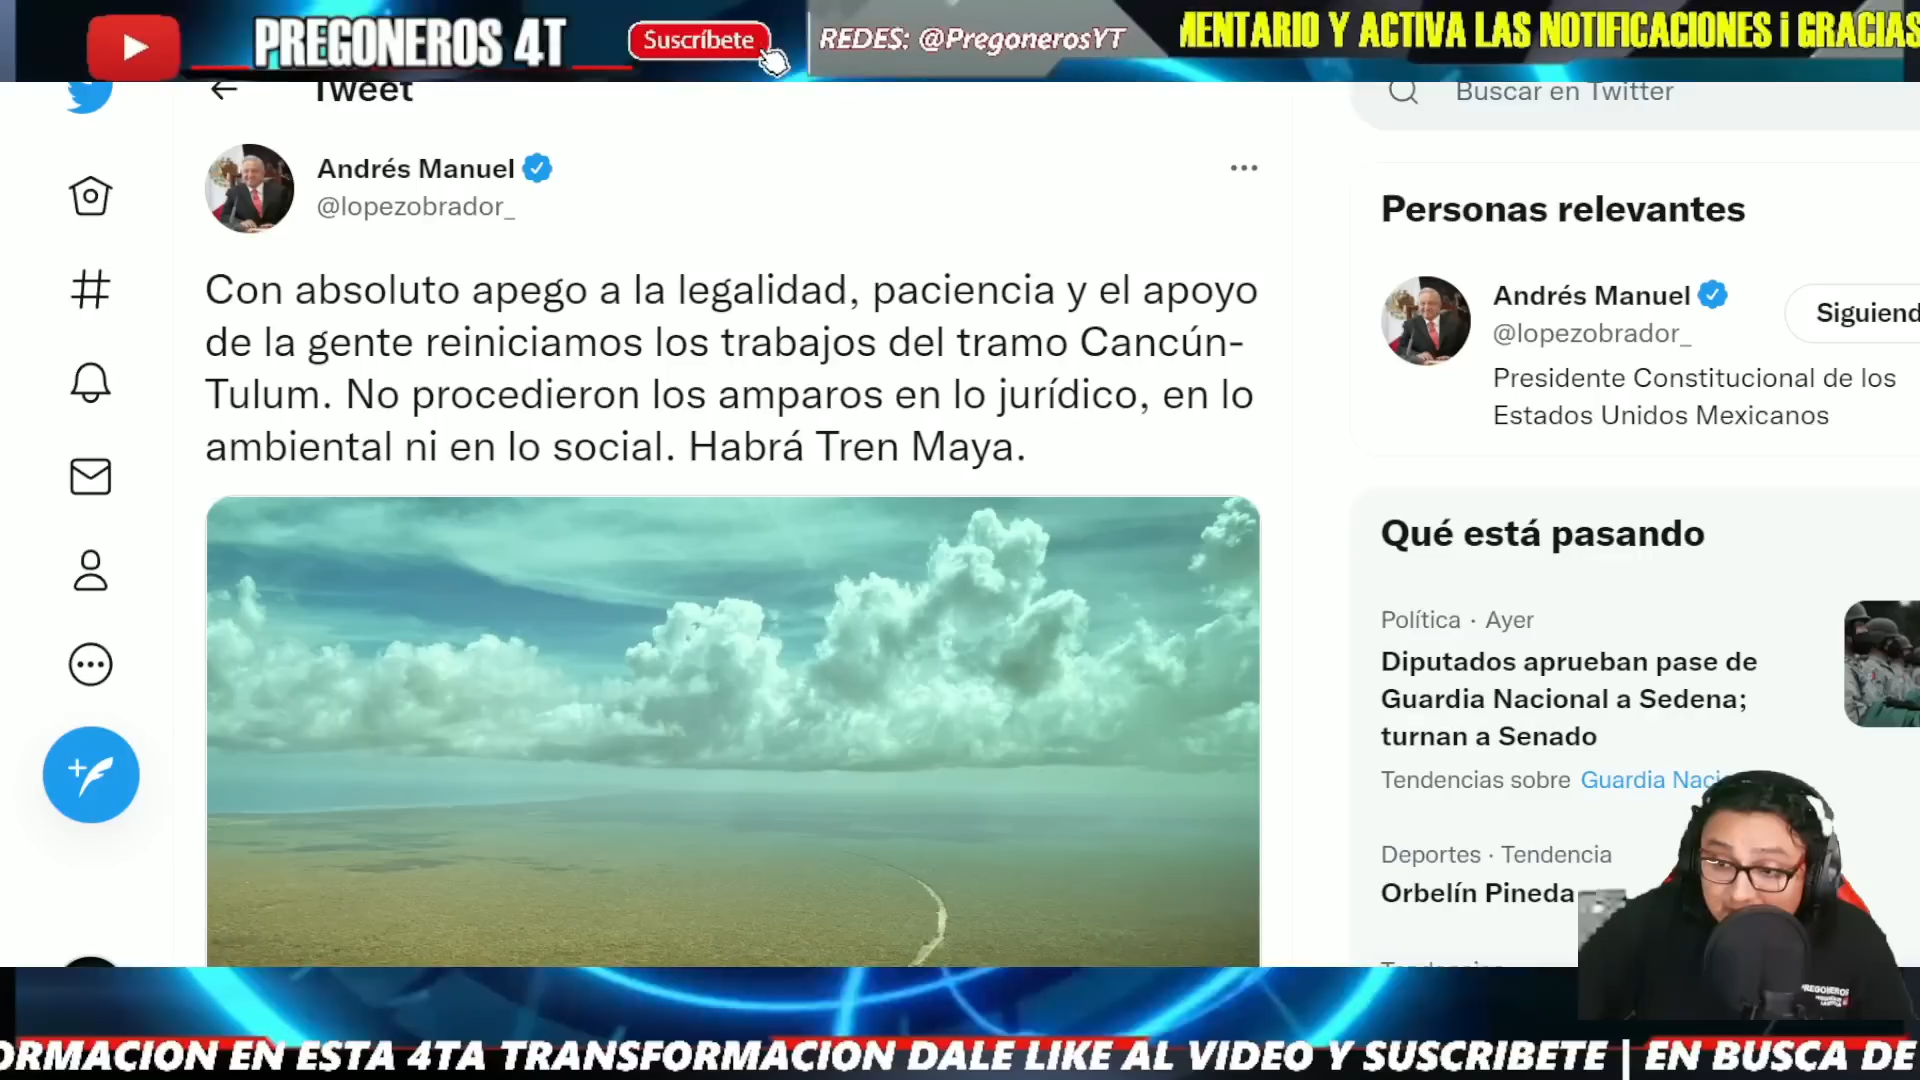 PREGONEROS 4T
Suscríbete
REDES: @PregonerosYT
MENTARIO Y ACTIVA LAS NOTIFICACIONES ¡ GRACIAS
Tweet
Buscar en Twitter
Andrés Manuel
@lopezobrador_
Con absoluto apego a la legalidad, paciencia y el apoyo
de la gente reiniciamos los trabajos del tramo Cancún-
Tulum. No procedieron los amparos en lo jurídico, en lo
ambiental ni en lo social. Habrá Tren Maya.
Personas relevantes
Andrés Manuel
@lopezobrador_
Siguiend
Presidente Constitucional de los
Estados Unidos Mexicanos
Qué está pasando
Política · Ayer
Diputados aprueban pase de
Guardia Nacional a Sedena;
turnan a Senado
Tendencias sobre Guardia Naci
Deportes · Tendencia
Orbelín Pineda
PREGONEROS
ORMACION EN ESTA 4TA TRANSFORMACION DALE LIKE AL VIDEO Y SUSCRIBETE | EN BUSCA DE